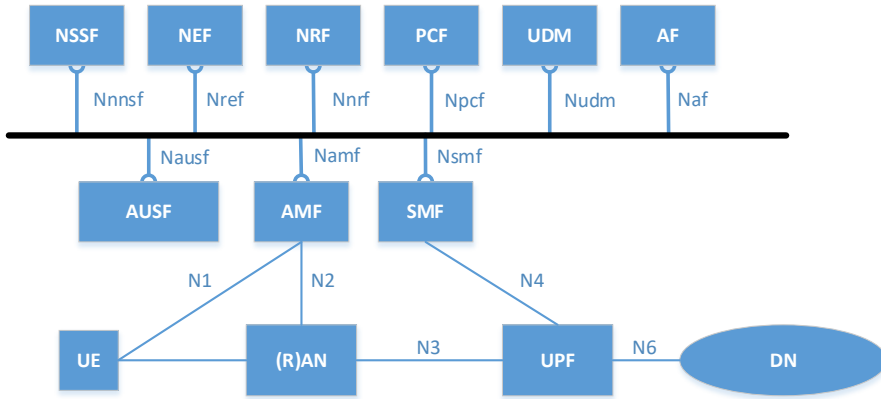 NSSF NEF NRF PCF UDM AF
Nnnsf Nref Nnrf Npcf Nudm Naf
Nausf Namf Nsmf
AUSF AMF SMF
N1 N2 N4
UE (R)AN N3 UPF N6 DN